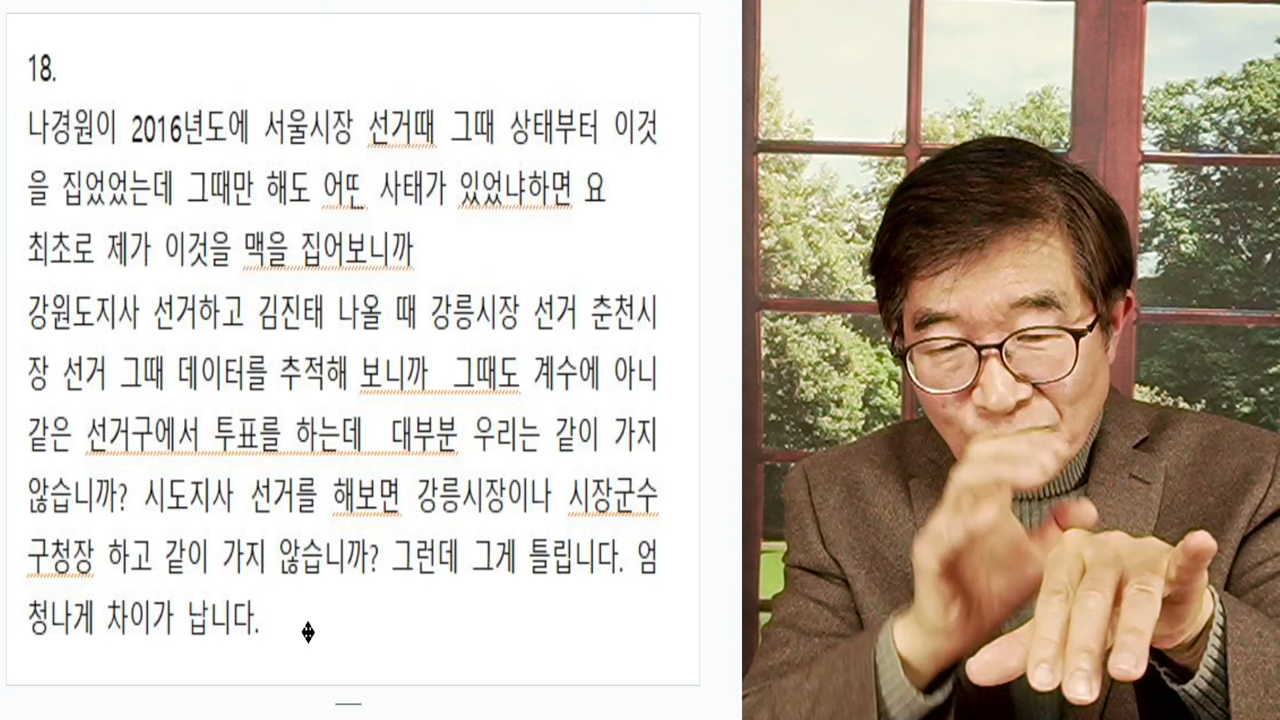 18.
나경원이 2016년도에 서울시장 선거때 그때 상태부터 이것
을 집었었는데 그때만 해도 어떤 사태가 있었냐하면 요
최초로 제가 이것을 맥을 집어보니까
강원도지사 선거하고 김진태 나올 때 강릉시장 선거 춘천시
장 선거 그때 데이터를 추적해 보니까 그때도 계수에 아니
같은 선거구에서 투표를 하는데 대부분 우리는 같이 가지
않습니까? 시도지사 선거를 해보면 강릉시장이나 시장군수
구청장 하고 같이 가지 않습니까? 그런데 그게 틀립니다. 엄
청나게 차이가 납니다.